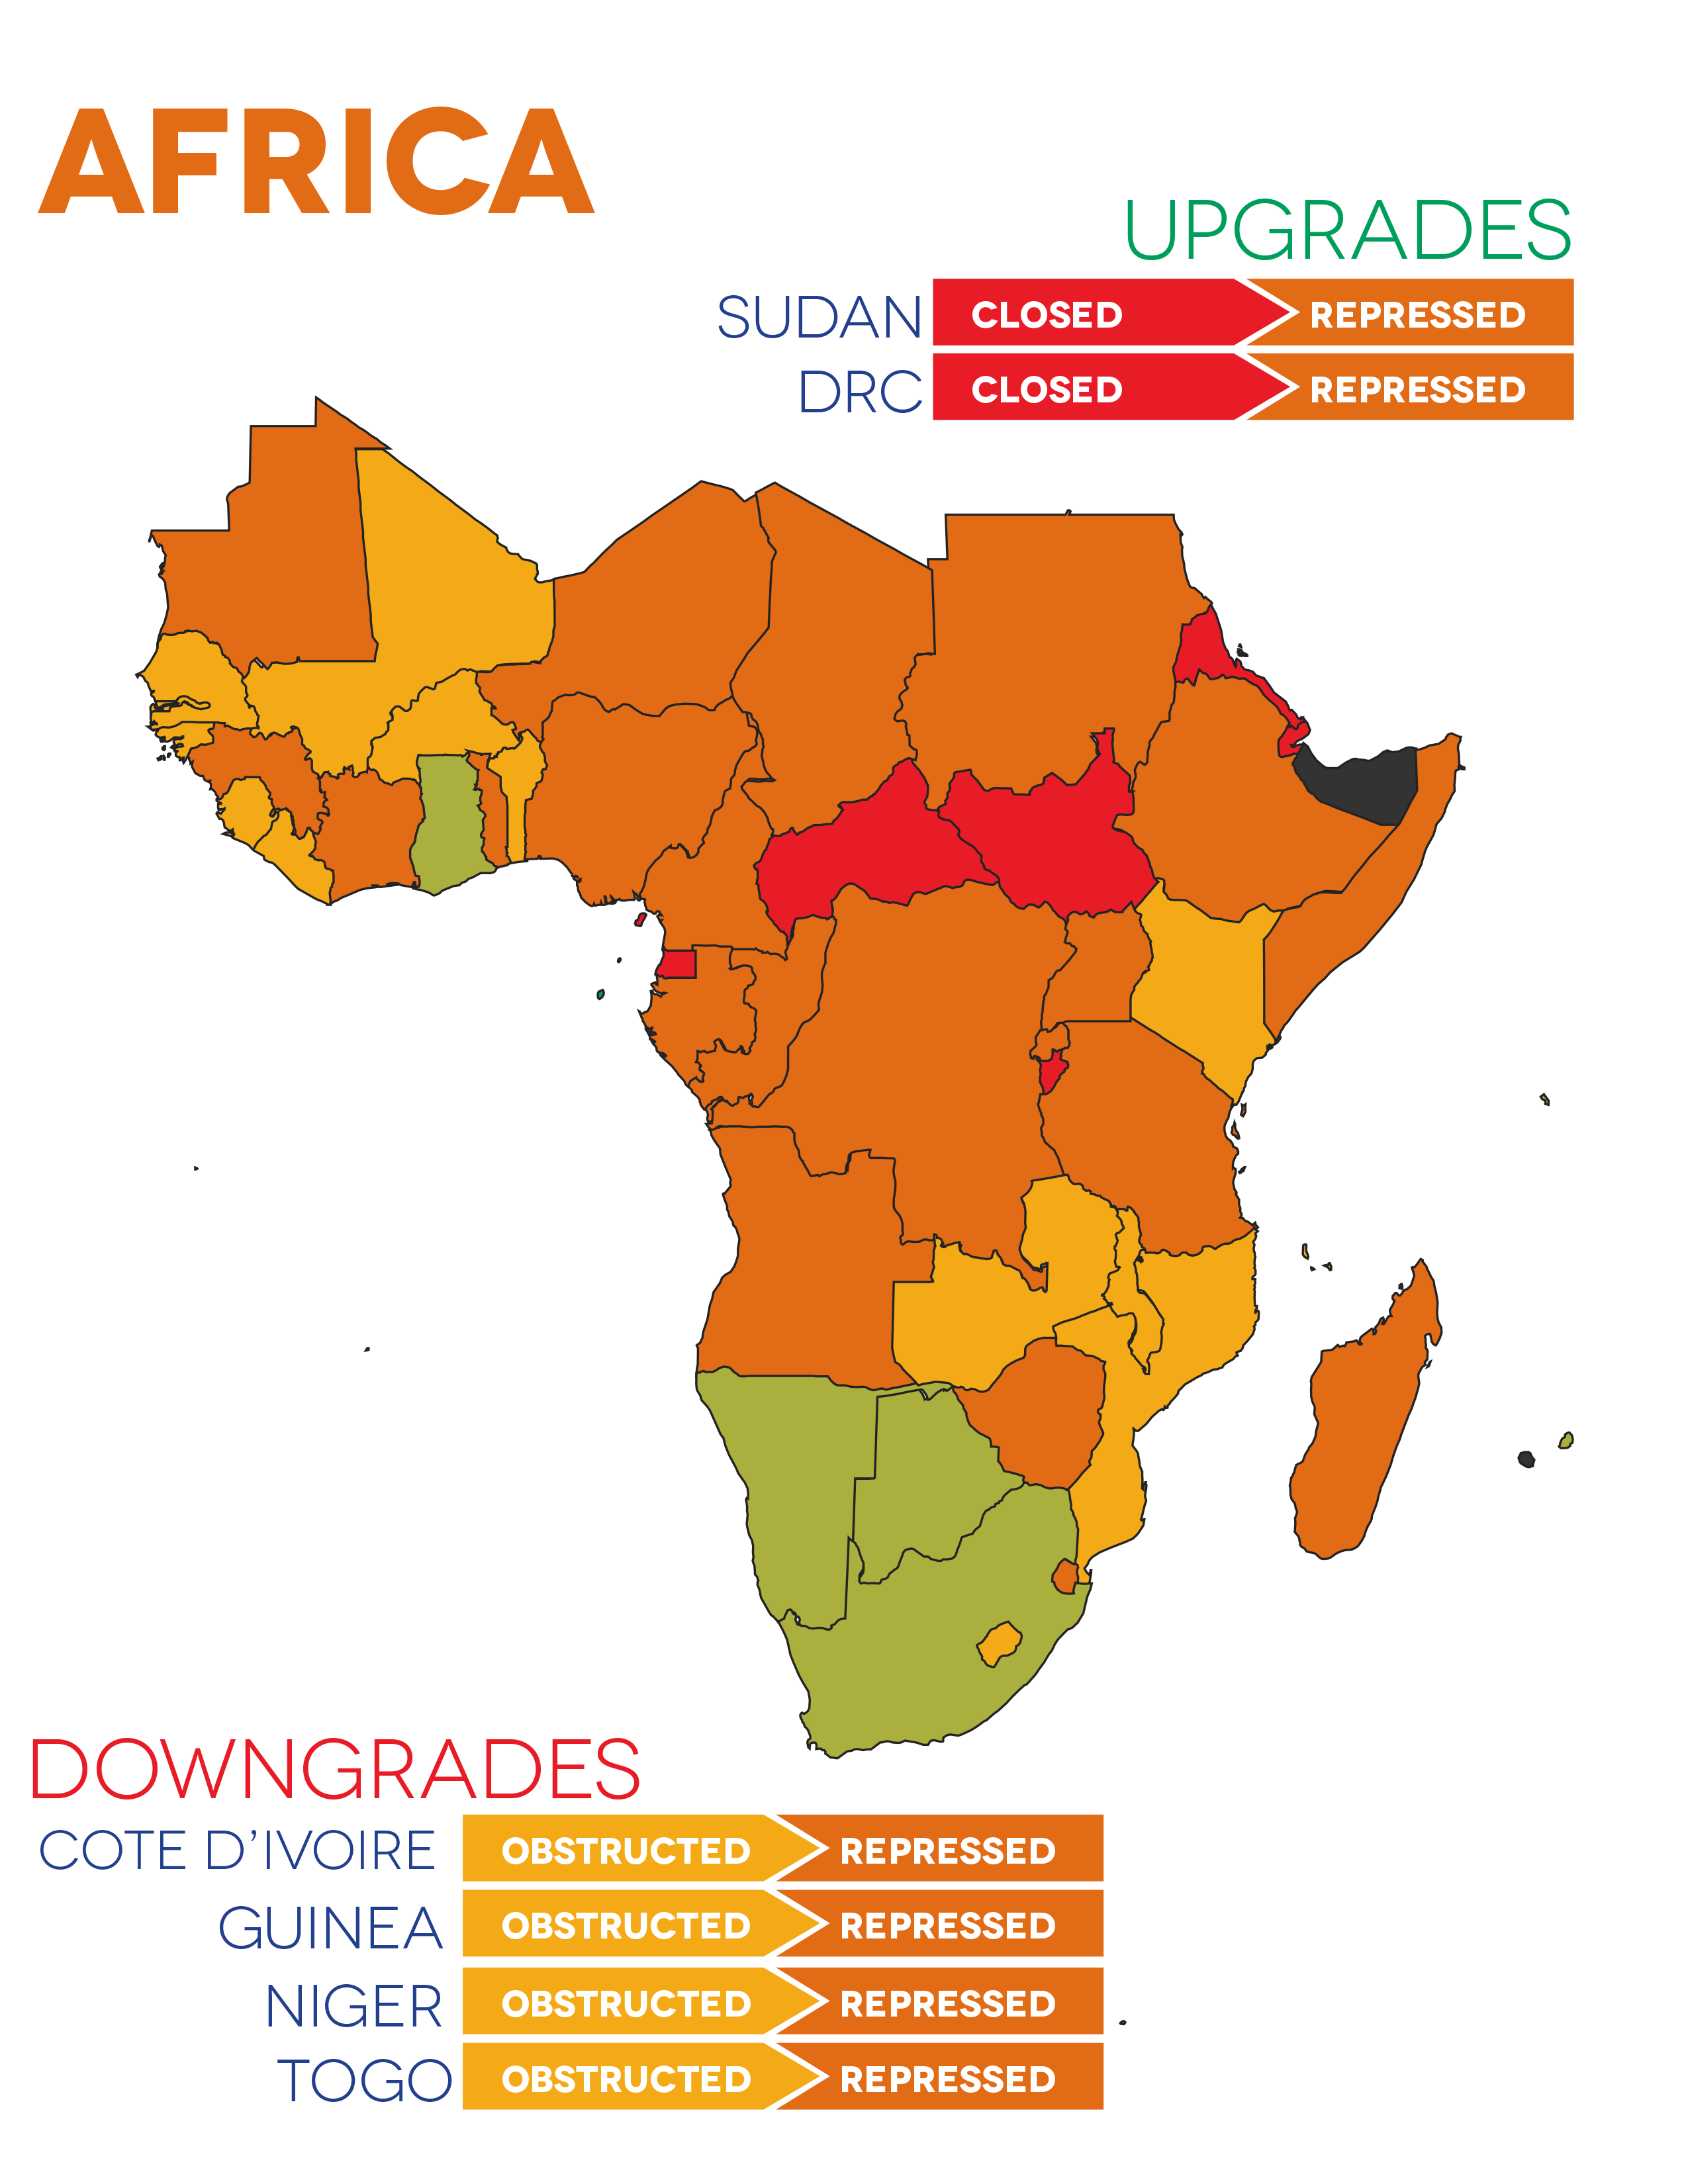 AFRICA
UPGRADES
SUDAN CLOSED REPRESSED
DRC CLOSED REPRESSED
DOWNGRADES
COTE D'IVOIRE OBSTRUCTED REPRESSED
GUINEA OBSTRUCTED REPRESSED
NIGER OBSTRUCTED REPRESSED
TOGO OBSTRUCTED REPRESSED